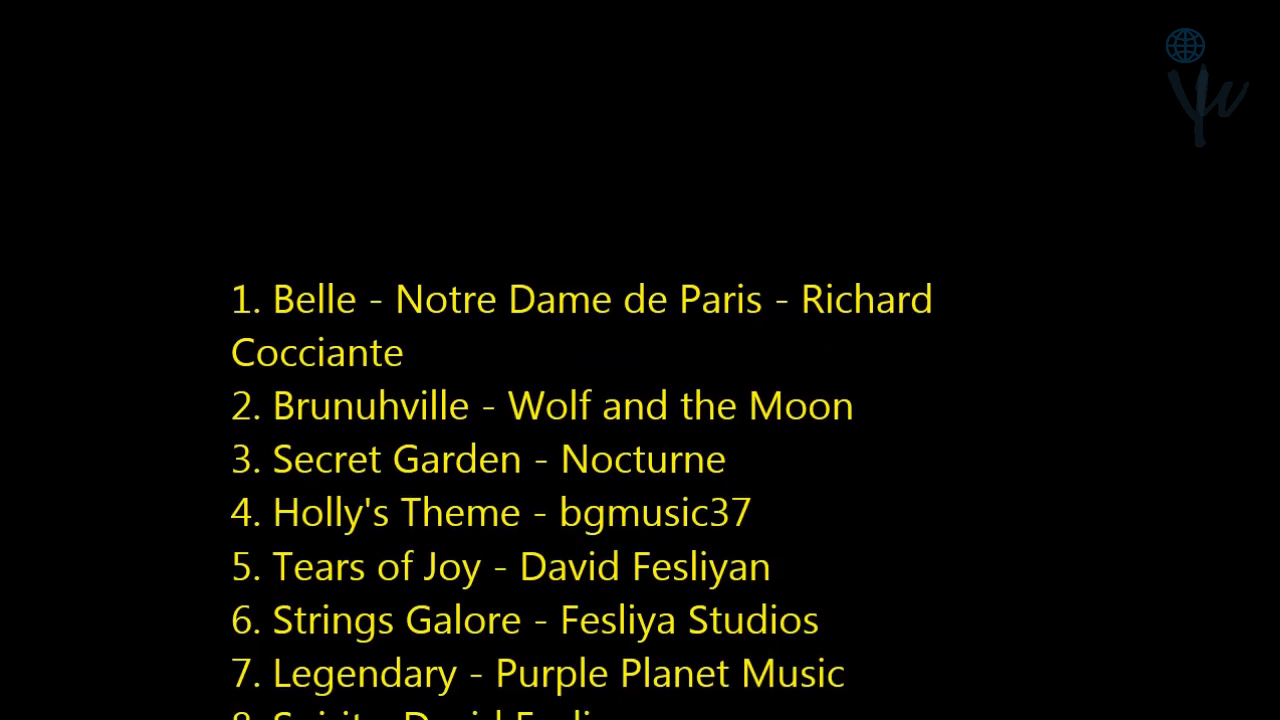 1. Belle - Notre Dame de Paris - Richard
Cocciante
2. Brunuhville - Wolf and the Moon
3. Secret Garden - Nocturne
4. Holly's Theme - bgmusic37
5. Tears of Joy - David Fesliyan
6. Strings Galore - Fesliya Studios
7. Legendary - Purple Planet Music
8. David